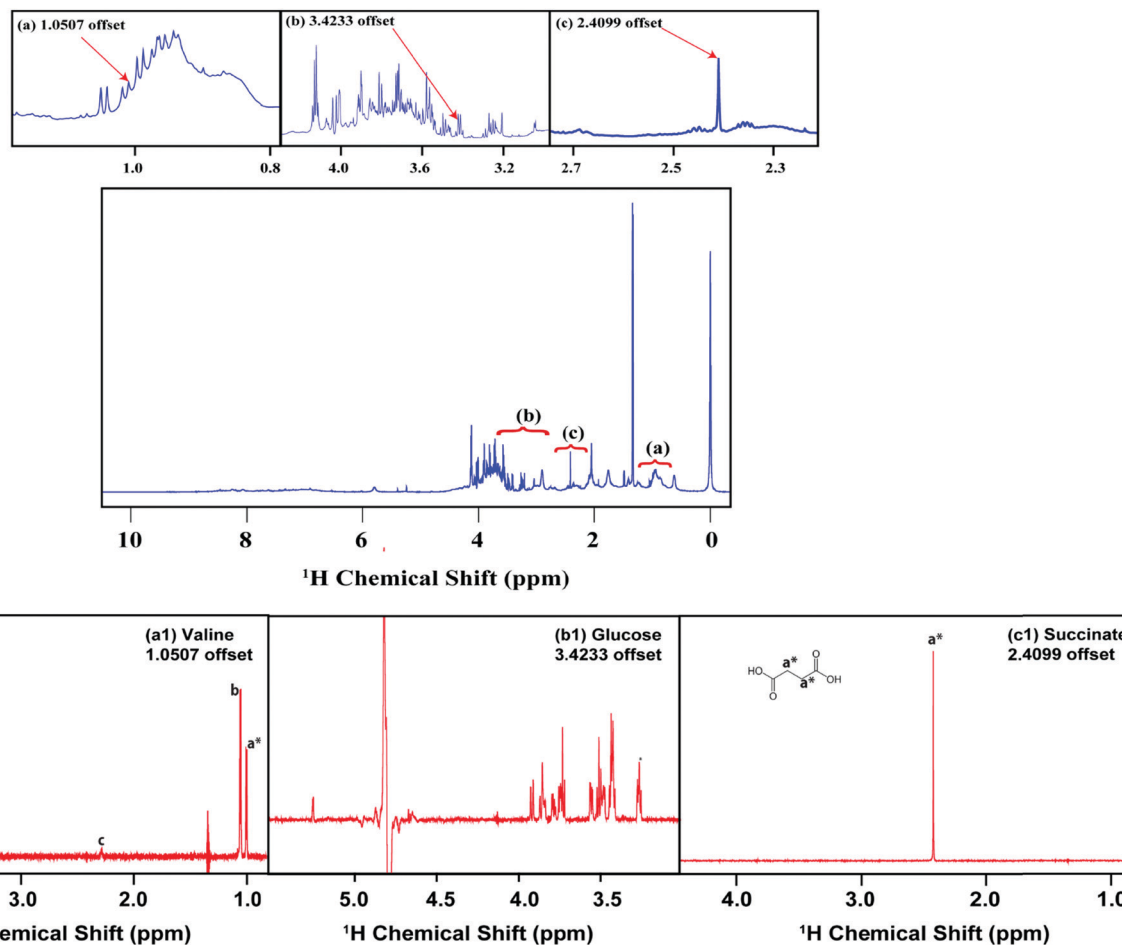 (a) 1.0507 offset
(b) 3.4233 offset
(c) 2.4099 offset
1.0 0.8
4.0 3.6 3.2
2.7 2.5 2.3
(b)
(c)
(a)
10 8 6 4 2 0
¹H Chemical Shift (ppm)
(a1) Valine
1.0507 offset
b
a*
c
3.0 2.0 1.0
emical Shift (ppm)
(b1) Glucose
3.4233 offset
5.0 4.5 4.0 3.5
¹H Chemical Shift (ppm)
a*
(c1) Succinate
2.4099 offset
HO
O
a*
a*
O
OH
4.0 3.0 2.0 1.0
¹H Chemical Shift (ppm)